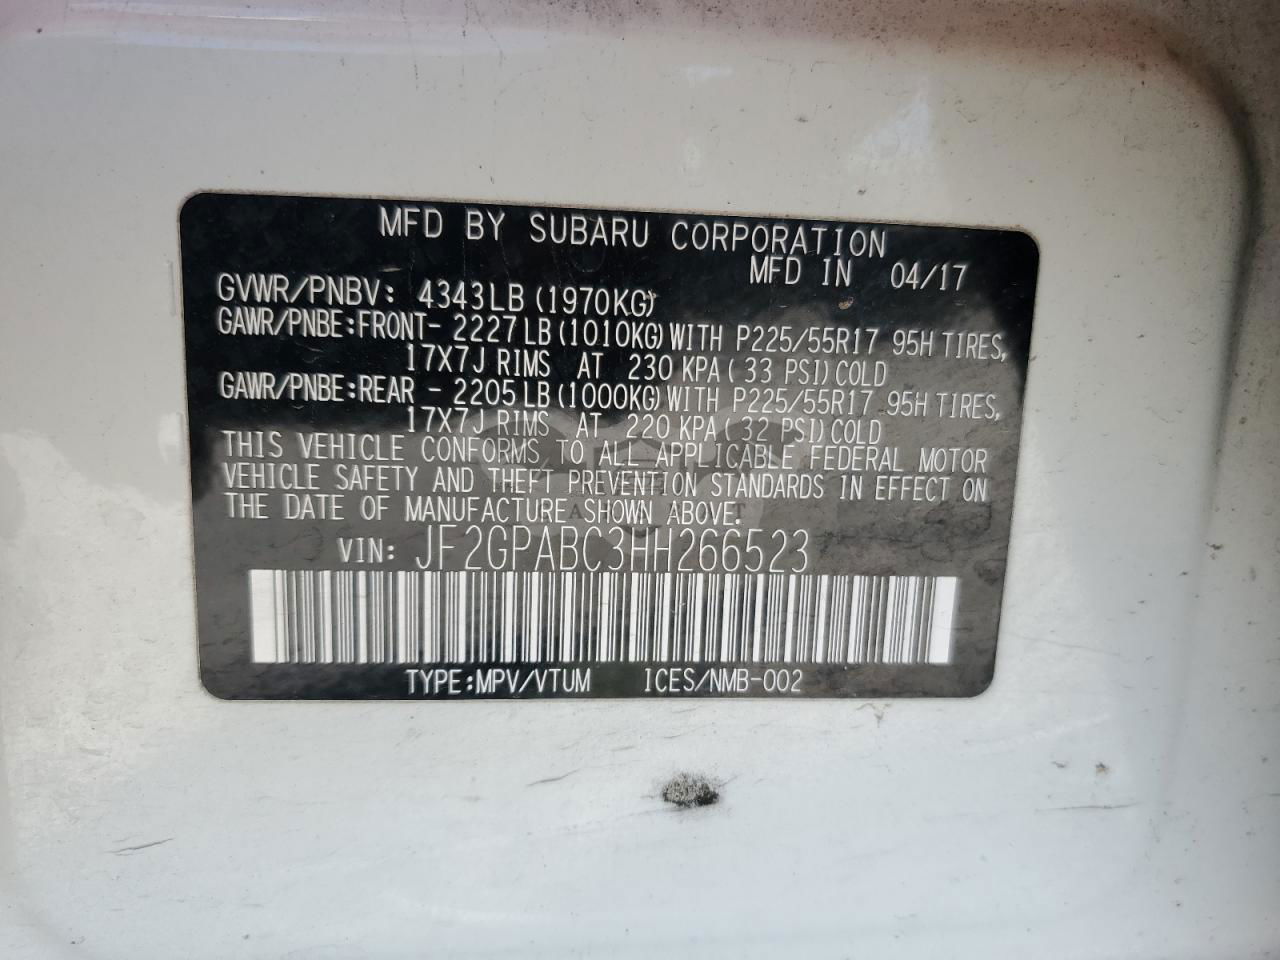 MFD BY SUBARU CORPORATION
MFD IN 04/17
GVWR/PNBV: 4343LB (1970KG)
GAWR/PNBE:FRONT- 2227LB (1010KG) WITH P225/55R17 95H TIRES,
17X7J RIMS AT 230 KPA ( 33 PSI) COLD
GAWR/PNBE:REAR - 2205LB (1000KG) WITH P225/55R17 95H TIRES,
17X7J RIMS AT 220 KPA ( 32 PSI) COLD
THIS VEHICLE CONFORMS TO ALL APPLICABLE FEDERAL MOTOR
VEHICLE SAFETY AND THEFT PREVENTION STANDARDS IN EFFECT ON
THE DATE OF MANUFACTURE SHOWN ABOVE.
VIN: JF2GPABC3HH266523
TYPE:MPV/VTUM ICES/NMB-002